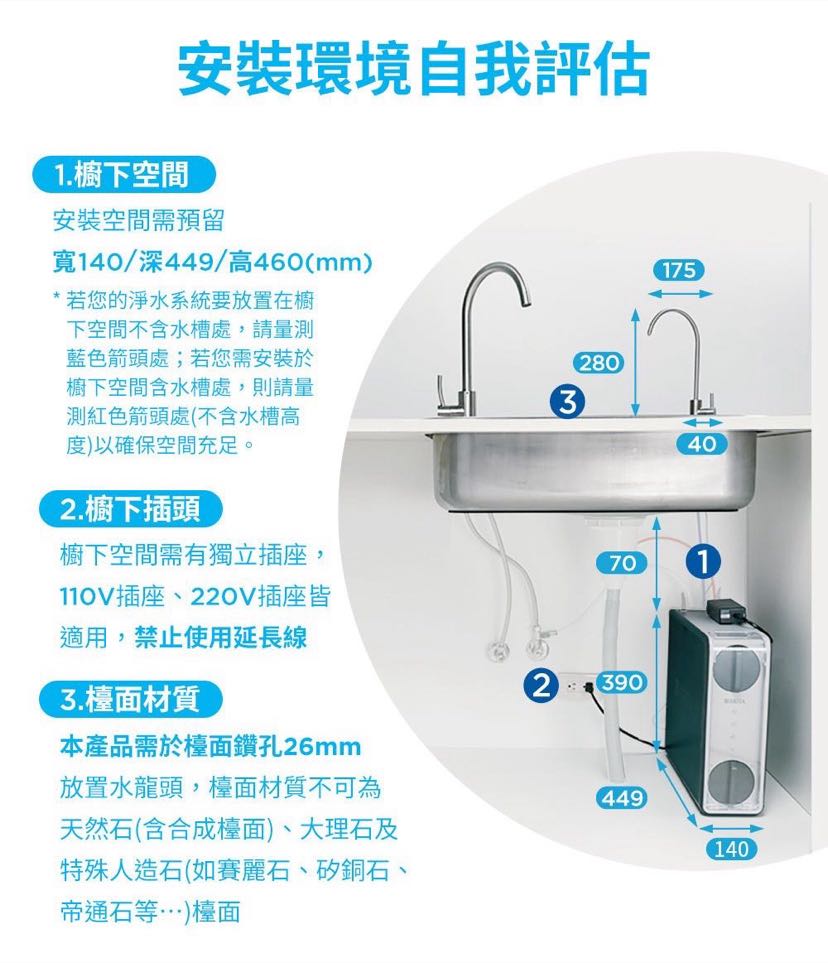 安裝環境自我評估
1.櫥下空間
安裝空間需預留
寬140/深449/高460(mm)
* 若您的淨水系統要放置在櫥
下空間不含水槽處，請量測
藍色箭頭處；若您需安裝於
櫥下空間含水槽處，則請量
測紅色箭頭處(不含水槽高
度)以確保空間充足。
2.櫥下插頭
櫥下空間需有獨立插座，
110V插座、220V插座皆
適用，禁止使用延長線
3.檯面材質
本產品需於檯面鑽孔26mm
放置水龍頭，檯面材質不可為
天然石(含合成檯面)、大理石及
特殊人造石(如賽麗石、矽銅石、
帝通石等…)檯面
175
280
3
40
70
1
2
390
BRITA
449
140